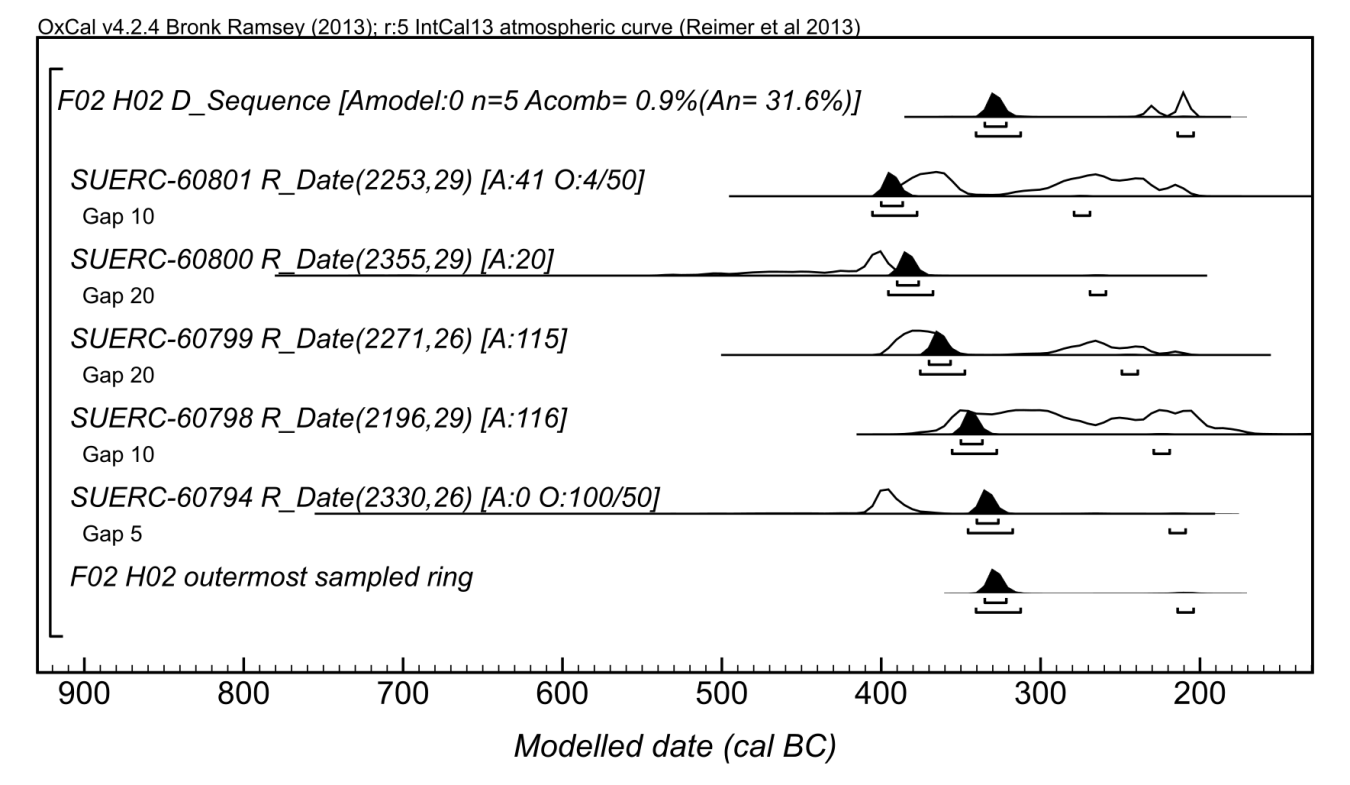 OxCal v4.2.4 Bronk Ramsey (2013); r:5 IntCal13 atmospheric curve (Reimer et al 2013)
F02 H02 D_Sequence [Amodel:0 n=5 Acomb= 0.9%(An= 31.6%)]
SUERC-60801 R_Date(2253,29) [A:41 O:4/50]
Gap 10
SUERC-60800 R_Date(2355,29) [A:20]
Gap 20
SUERC-60799 R_Date(2271,26) [A:115]
Gap 20
SUERC-60798 R_Date(2196,29) [A:116]
Gap 10
SUERC-60794 R_Date(2330,26) [A:0 O:100/50]
Gap 5
F02 H02 outermost sampled ring
900 800 700 600 500 400 300 200
Modelled date (cal BC)